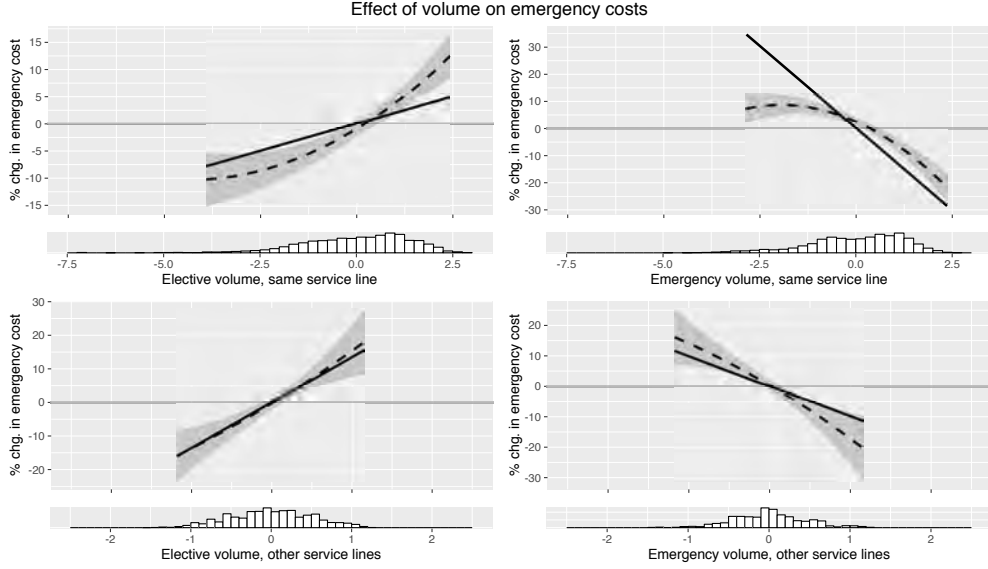 Effect of volume on emergency costs
% chg. in emergency cost
15
10
5
0
-5
-10
-15
-7.5 -5.0 -2.5 0.0 2.5
Elective volume, same service line
% chg. in emergency cost
30
20
10
0
-10
-20
-30
-7.5 -5.0 -2.5 0.0 2.5
Emergency volume, same service line
% chg. in emergency cost
30
20
10
0
-10
-20
-2 -1 0 1 2
Elective volume, other service lines
% chg. in emergency cost
20
10
0
-10
-20
-30
-2 -1 0 1 2
Emergency volume, other service lines